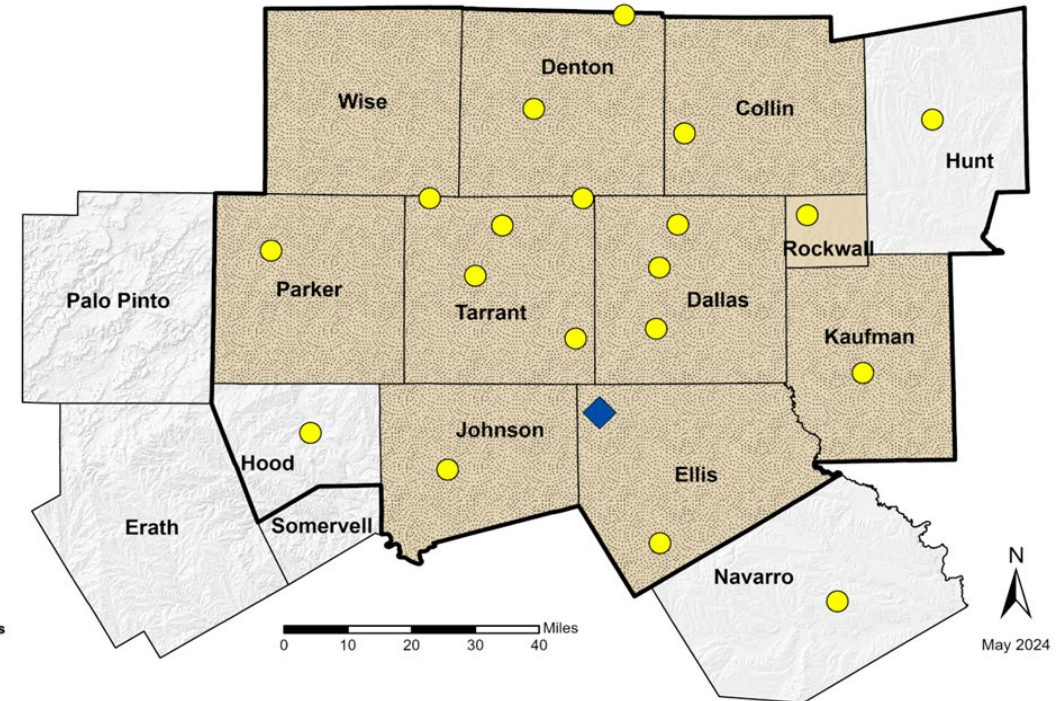 Denton
Wise
Collin
Hunt
Rockwall
Parker
Palo Pinto
Tarrant
Dallas
Kaufman
Johnson
Hood
Ellis
Erath
Somervell
Navarro
N
s
Miles
0 10 20 30 40
May 2024